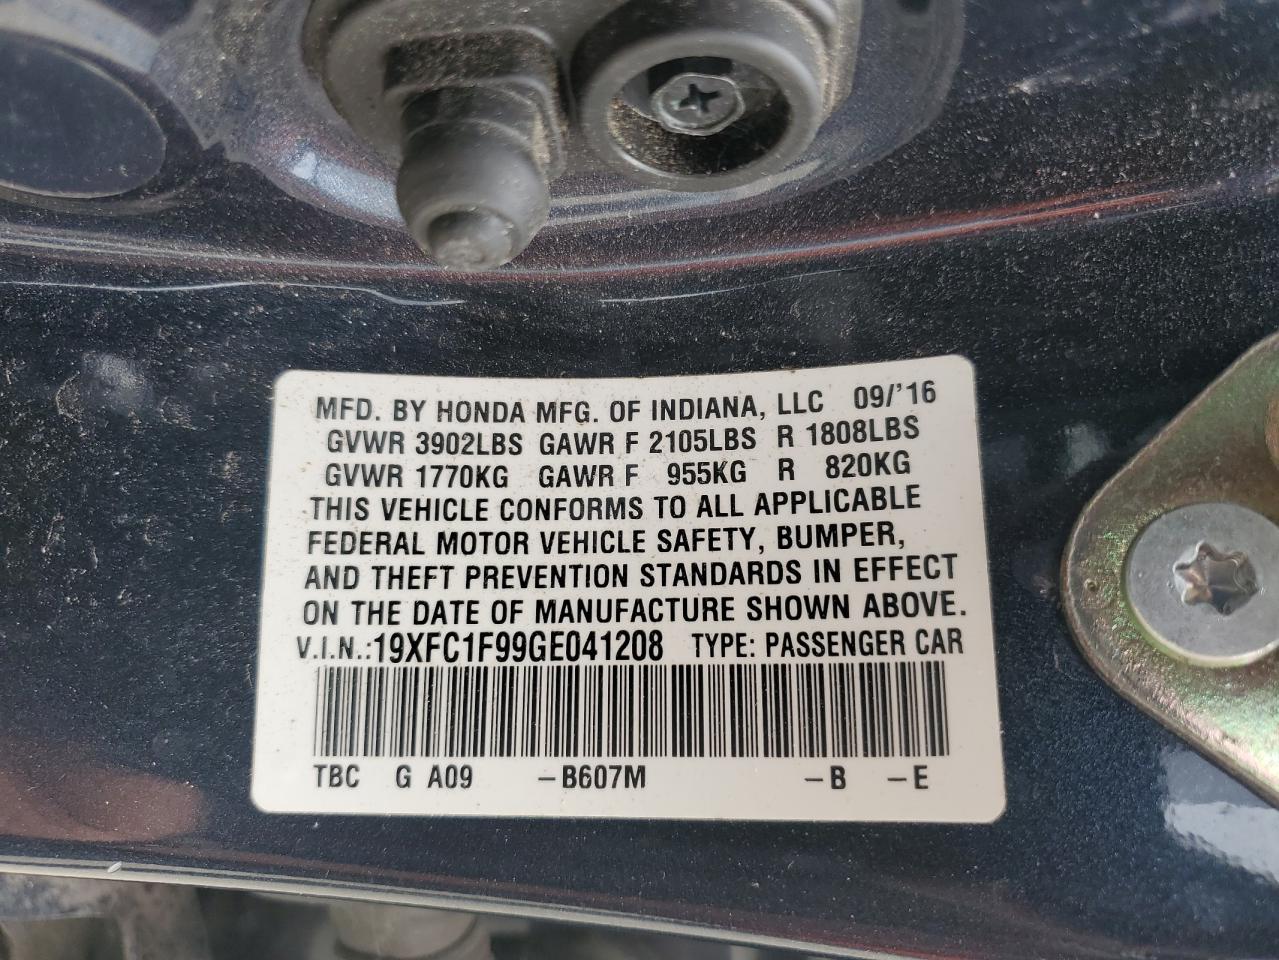 MFD. BY HONDA MFG. OF INDIANA, LLC 09/'16
GVWR 3902LBS GAWR F 2105LBS R 1808LBS
GVWR 1770KG GAWR F 955KG R 820KG
THIS VEHICLE CONFORMS TO ALL APPLICABLE
FEDERAL MOTOR VEHICLE SAFETY, BUMPER,
AND THEFT PREVENTION STANDARDS IN EFFECT
ON THE DATE OF MANUFACTURE SHOWN ABOVE.
V.I.N.:19XFC1F99GE041208 TYPE: PASSENGER CAR
TBC G A09 -B607M -B -E